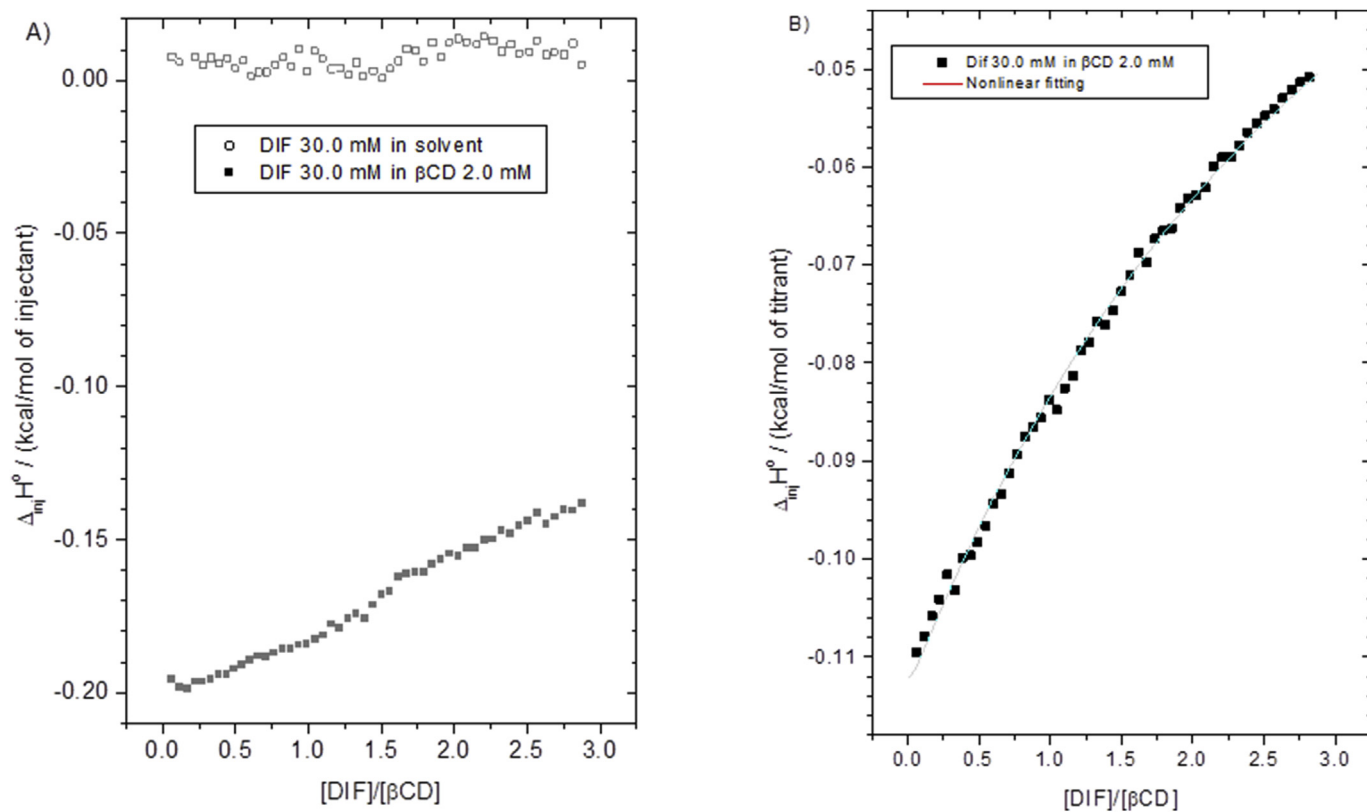 A)
0.00
-0.05
-0.10
-0.15
-0.20
ΔinjHº / (kcal/mol of injectant)
DIF 30.0 mM in solvent
DIF 30.0 mM in βCD 2.0 mM
0.0 0.5 1.0 1.5 2.0 2.5 3.0
[DIF]/[βCD]
B)
-0.05
-0.06
-0.07
-0.08
-0.09
-0.10
-0.11
ΔinjHº / (kcal/mol of titrant)
Dif 30.0 mM in βCD 2.0 mM
Nonlinear fitting
0.0 0.5 1.0 1.5 2.0 2.5 3.0
[DIF]/[βCD]